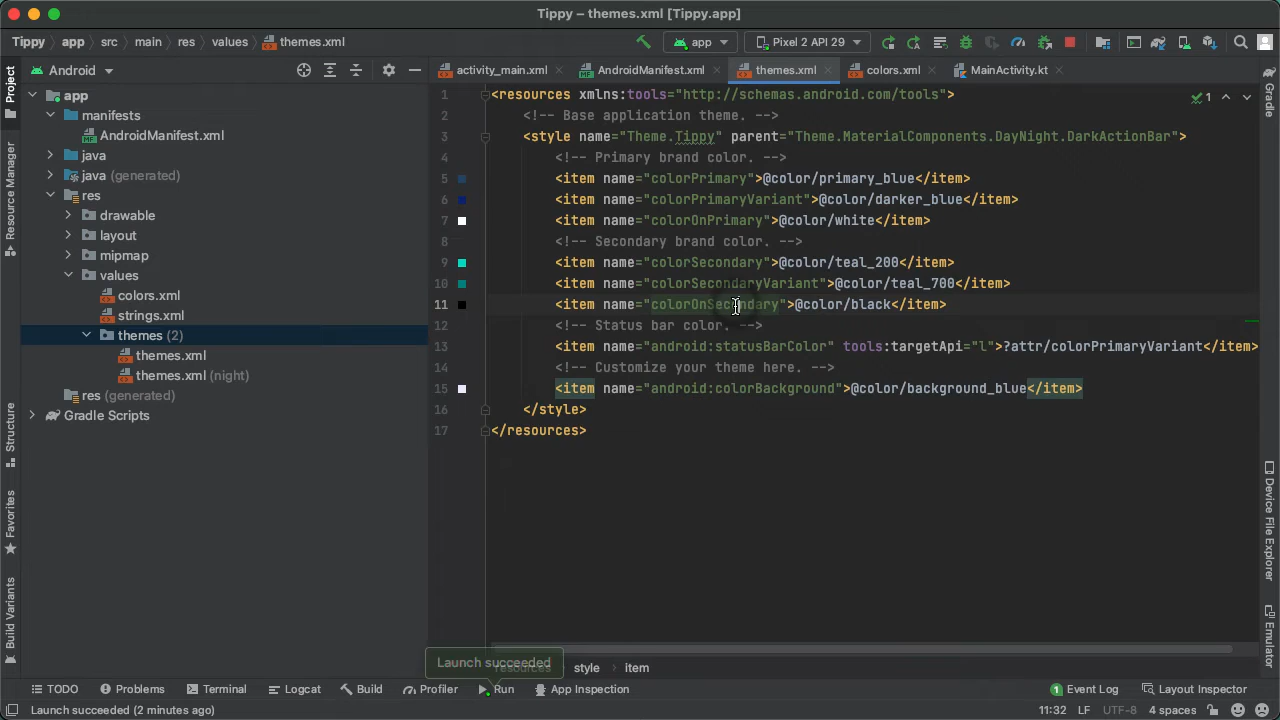 Tippy – themes.xml [Tippy.app]
Tippy app src main res values themes.xml app Pixel 2 API 29
Project
Resource Manager
Structure
Favorites
Build Variants
Android
app
manifests
AndroidManifest.xml
java
java (generated)
res
drawable
layout
mipmap
values
colors.xml
strings.xml
themes (2)
themes.xml
themes.xml (night)
res (generated)
Gradle Scripts
activity_main.xml AndroidManifest.xml themes.xml colors.xml MainActivity.kt
1 <resources xmlns:tools="http://schemas.android.com/tools">
2 <!-- Base application theme. -->
3 <style name="Theme.Tippy" parent="Theme.MaterialComponents.DayNight.DarkActionBar">
4 <!-- Primary brand color. -->
5 <item name="colorPrimary">@color/primary_blue</item>
6 <item name="colorPrimaryVariant">@color/darker_blue</item>
7 <item name="colorOnPrimary">@color/white</item>
8 <!-- Secondary brand color. -->
9 <item name="colorSecondary">@color/teal_200</item>
10 <item name="colorSecondaryVariant">@color/teal_700</item>
11 <item name="colorOnSecondary">@color/black</item>
12 <!-- Status bar color. -->
13 <item name="android:statusBarColor" tools:targetApi="l">?attr/colorPrimaryVariant</item>
14 <!-- Customize your theme here. -->
15 <item name="android:colorBackground">@color/background_blue</item>
16 </style>
17 </resources>
1
Gradle
Device File Explorer
Emulator
Launch succeeded
resources style item
TODO Problems Terminal Logcat Build Profiler Run App Inspection 1 Event Log Layout Inspector
Launch succeeded (2 minutes ago) 11:32 LF UTF-8 4 spaces